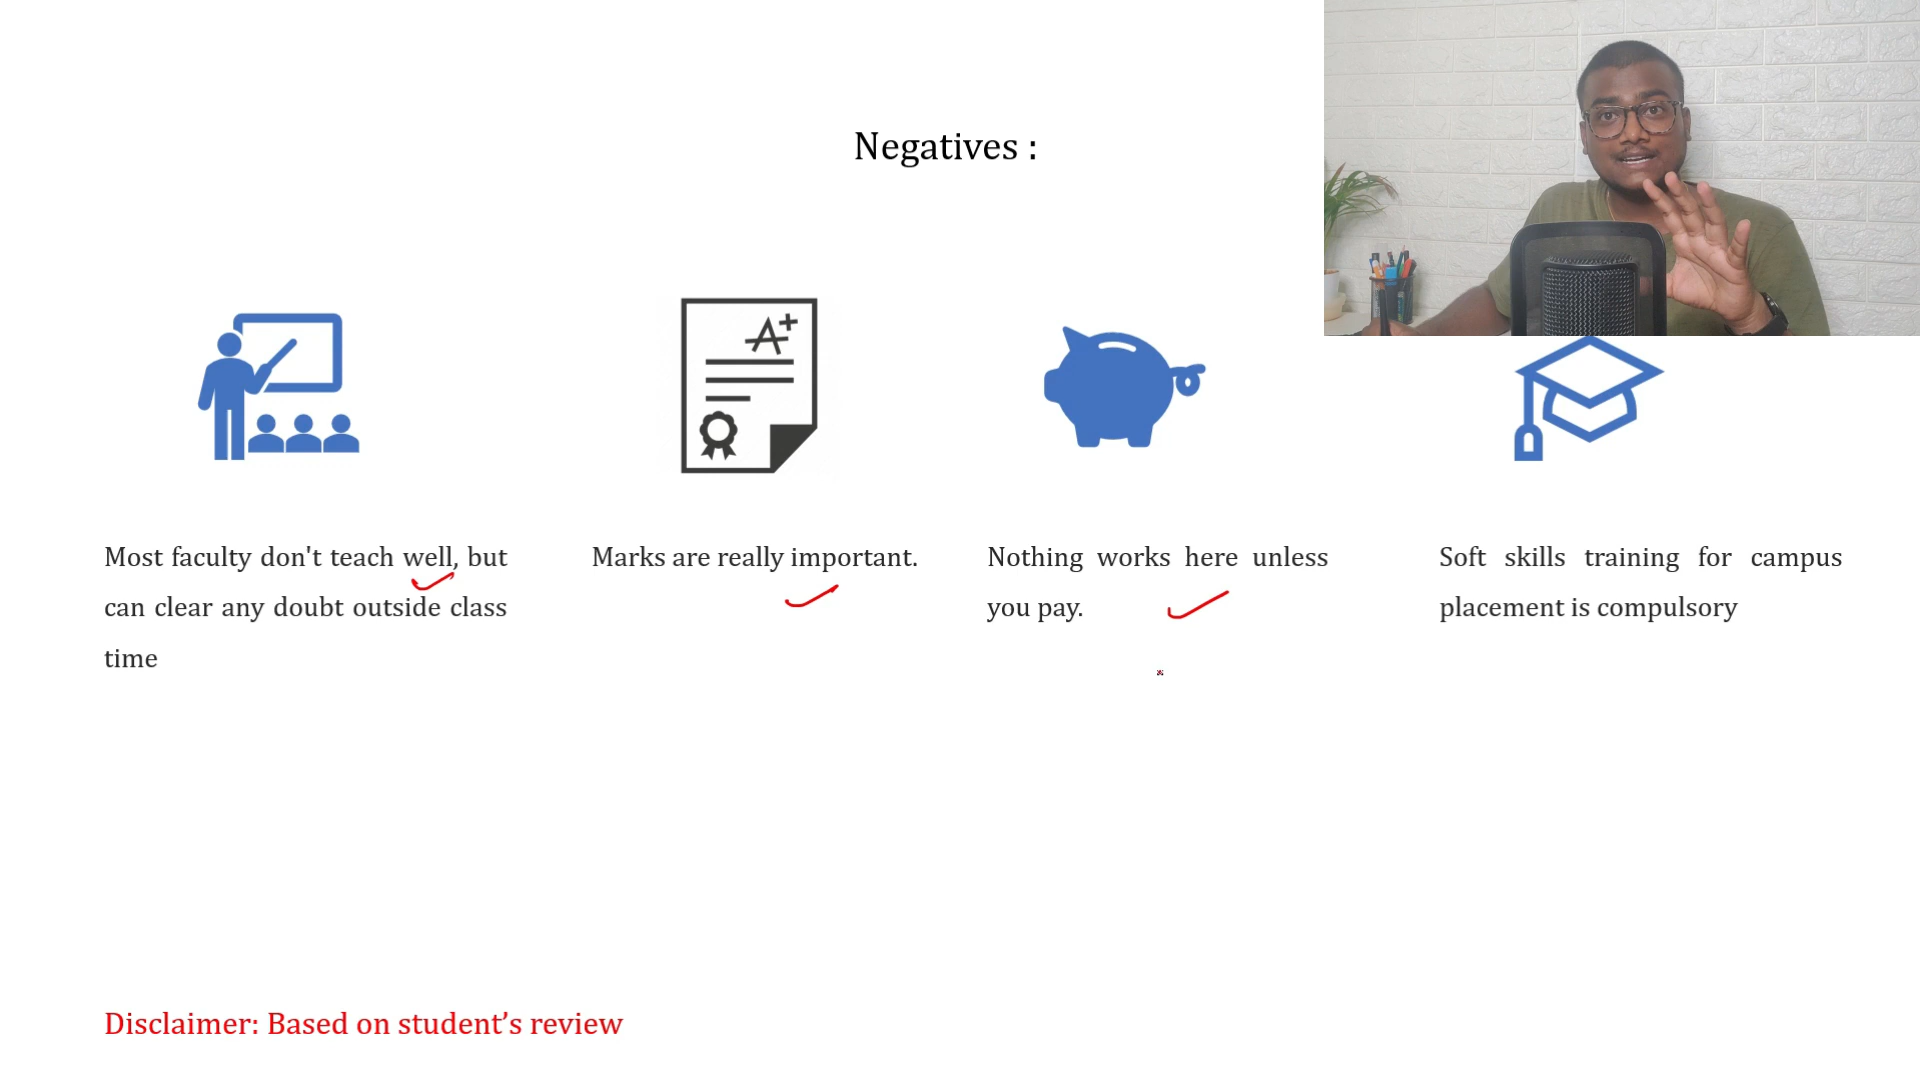 Negatives :
A+
Most faculty don't teach well, but
can clear any doubt outside class
time
Marks are really important.
Nothing works here unless
you pay.
Soft skills training for campus
placement is compulsory
Disclaimer: Based on student’s review